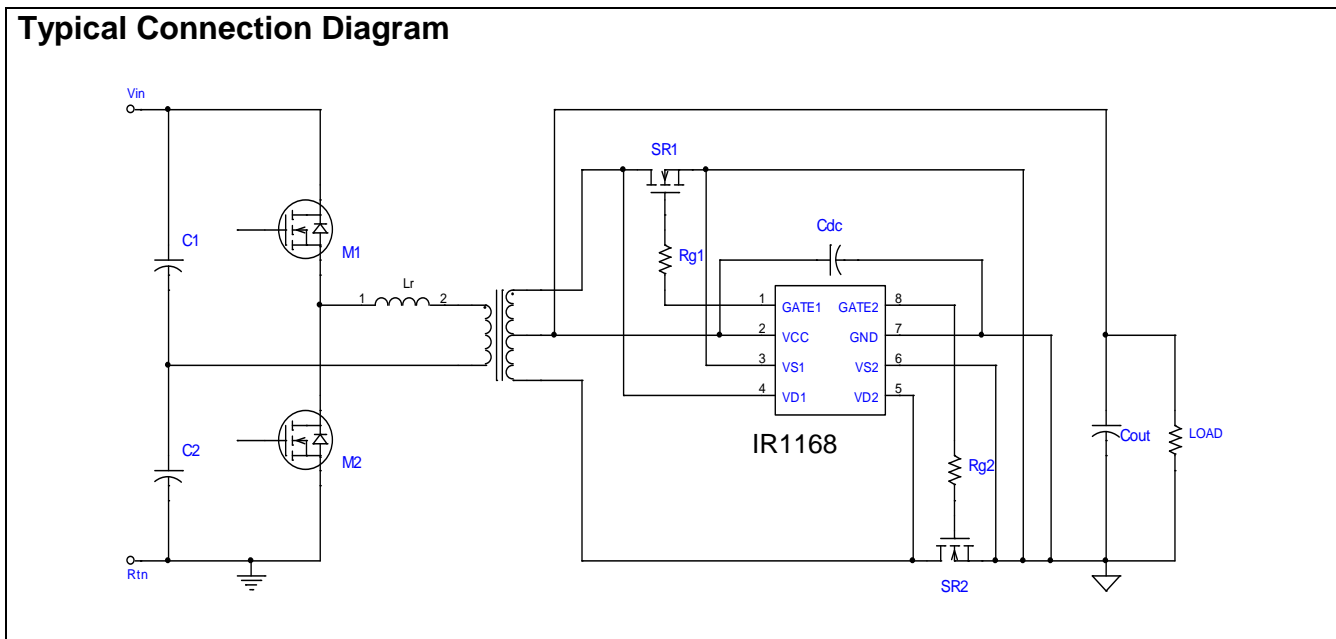 Typical Connection Diagram
Vin
SR1
Cdc
C1
M1
Rg1
Lr
1 2
1 GATE1 GATE2 8
2 VCC GND 7
3 VS1 VS2 6
4 VD1 VD2 5
IR1168
C2
M2
Rg2
Cout
LOAD
Rtn
SR2